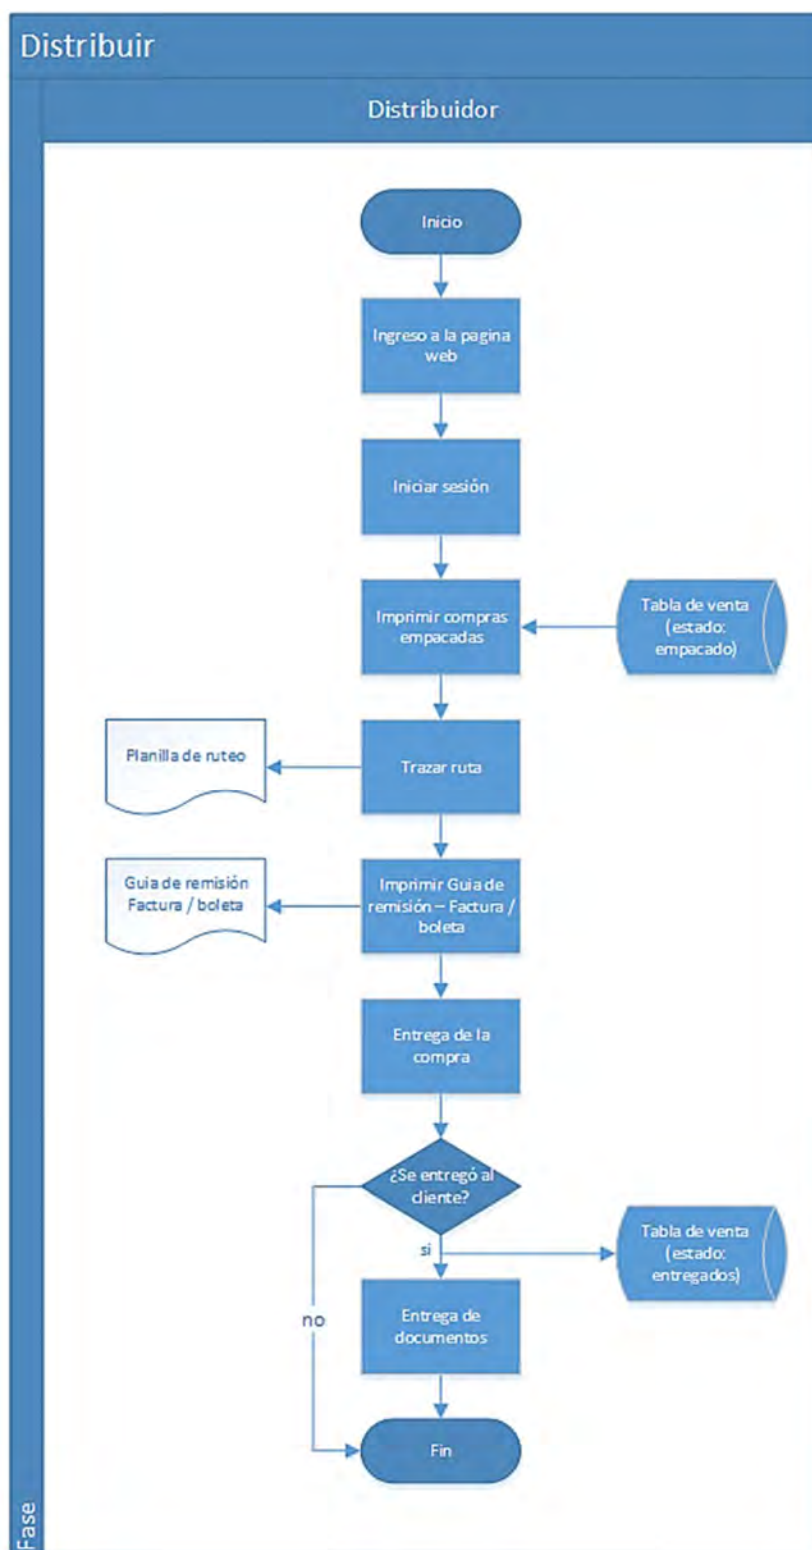 Distribuir
Distribuidor
Inicio
Ingreso a la pagina
web
Iniciar sesión
Imprimir compras
empacadas
Tabla de venta
(estado:
empacado)
Planilla de ruteo
Trazar ruta
Guia de remisión
Factura / boleta
Imprimir Guia de
remisión – Factura /
boleta
Entrega de la
compra
¿Se entregó al
cliente?
Tabla de venta
(estado:
entregados)
si
no
Entrega de
documentos
Fin
Fase